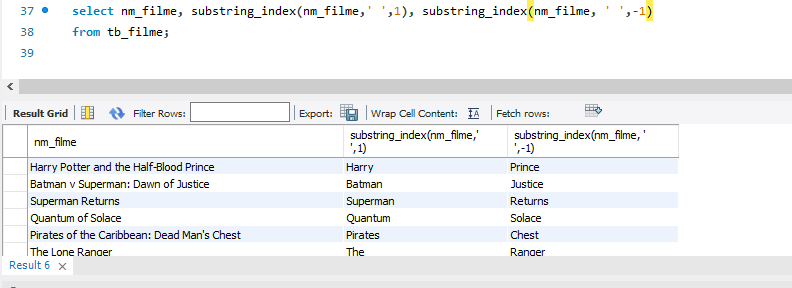 37 select nm_filme, substring_index(nm_filme,' ',1), substring_index(nm_filme, ' ',-1)
38 from tb_filme;
39
Result Grid Filter Rows: Export: Wrap Cell Content: Fetch rows:
nm_filme substring_index(nm_filme,' ',1) substring_index(nm_filme, ' ',-1)
Harry Potter and the Half-Blood Prince Harry Prince
Batman v Superman: Dawn of Justice Batman Justice
Superman Returns Superman Returns
Quantum of Solace Quantum Solace
Pirates of the Caribbean: Dead Man's Chest Pirates Chest
The Lone Ranger The Ranger
Result 6